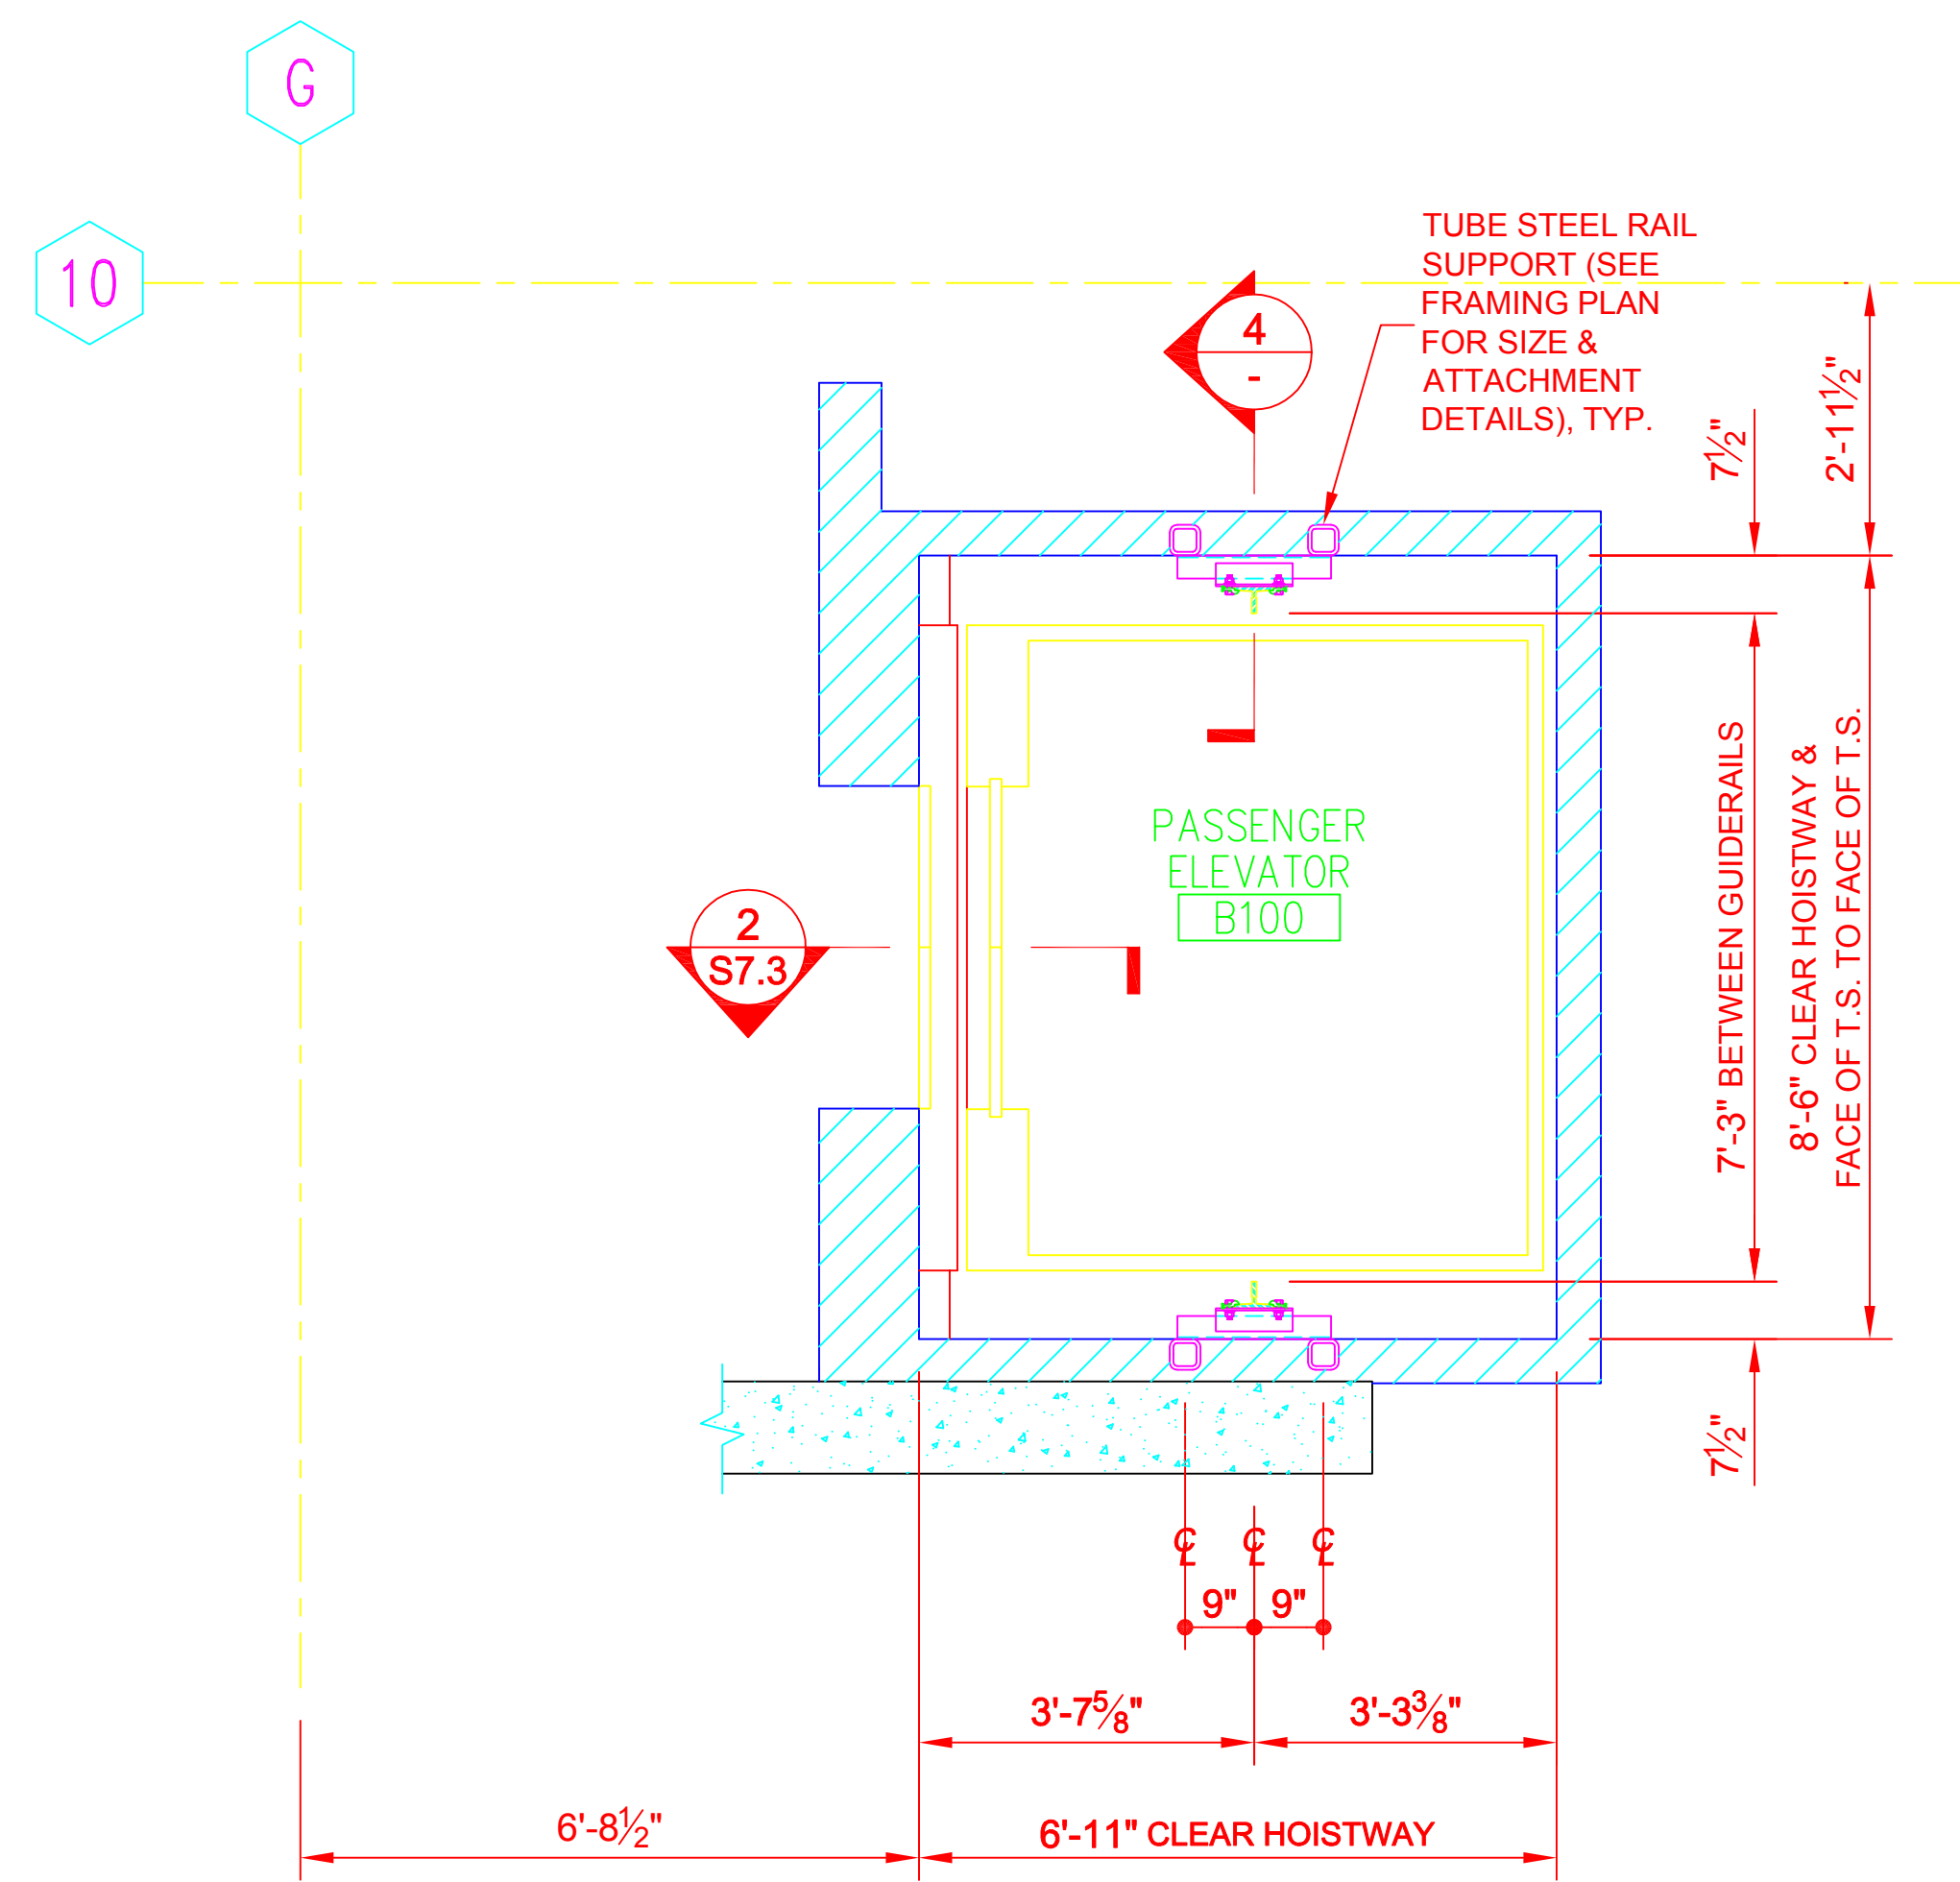 G
10
TUBE STEEL RAIL
SUPPORT (SEE
FRAMING PLAN
FOR SIZE &
ATTACHMENT
DETAILS), TYP.
4
-
7½"
2'-11½"
PASSENGER
ELEVATOR
B100
2
S7.3
7'-3" BETWEEN GUIDERAILS
8'-6" CLEAR HOISTWAY &
FACE OF T.S. TO FACE OF T.S.
7½"
℄ ℄ ℄
9" 9"
3'-7⅝" 3'-3⅜"
6'-8½"
6'-11" CLEAR HOISTWAY